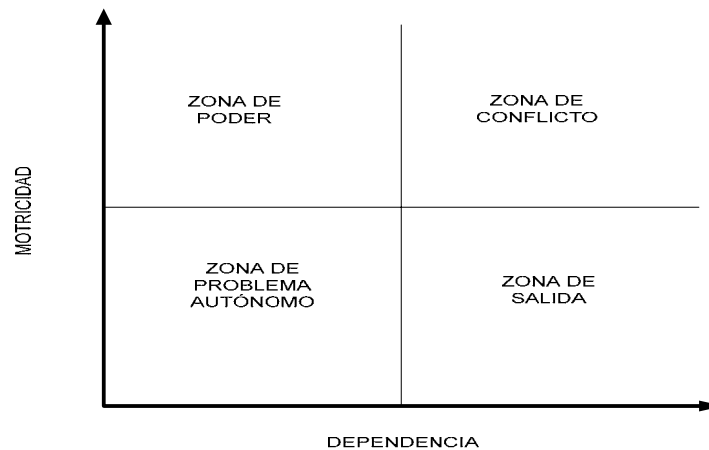 ZONA DE
PODER
ZONA DE
CONFLICTO
MOTRICIDAD
ZONA DE
PROBLEMA
AUTÓNOMO
ZONA DE
SALIDA
DEPENDENCIA